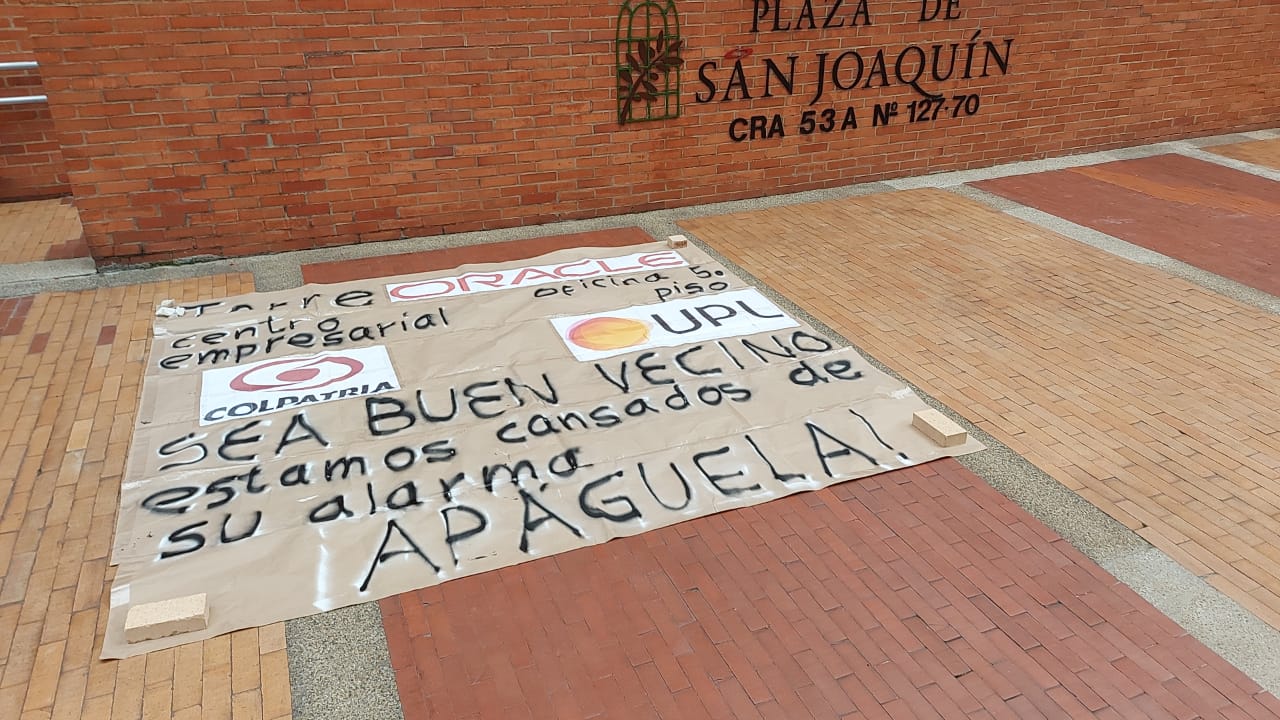 PLAZA DE
SAN JOAQUÍN
CRA 53A Nº 127-70
Torre ORACLE
oficina 5.
piso
centro
empresarial
UPL
COLPATRIA
SEA BUEN VECINO
estamos cansados de
su alarma
¡APÁGUELA!